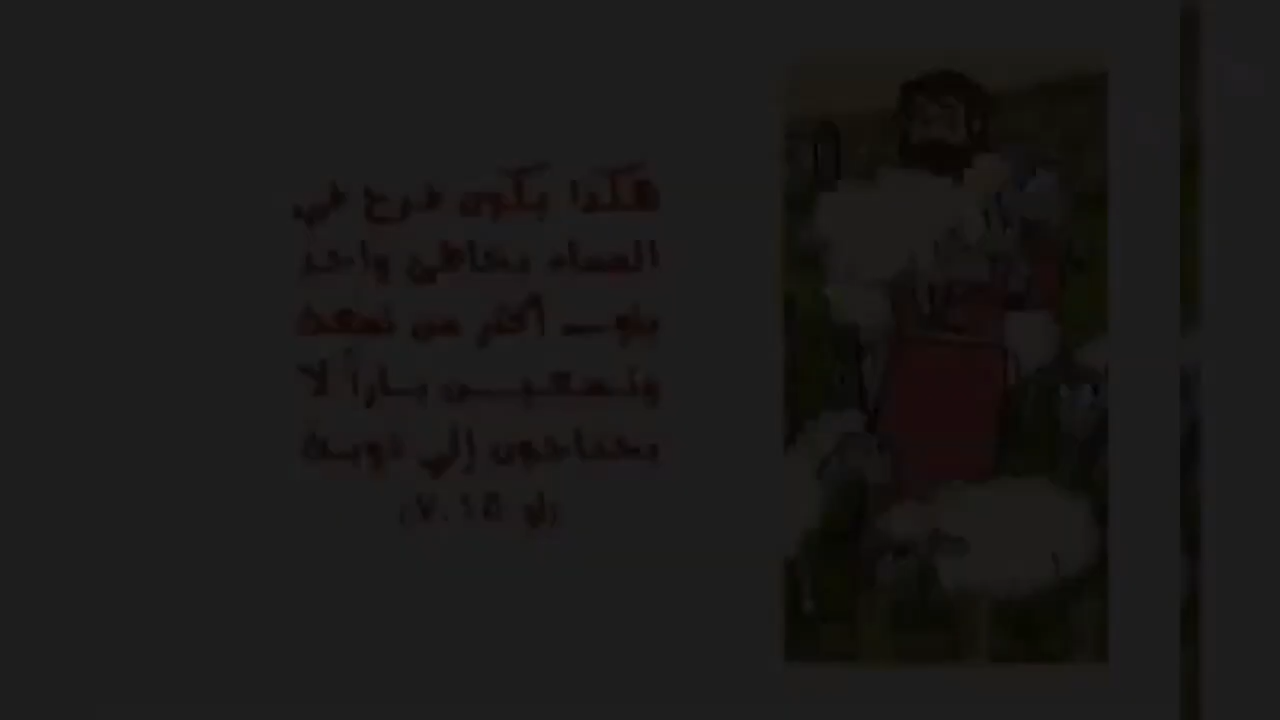 هكذا يكون فرح في
السماء بخاطئ واحد
يتوب أكثر من تسعة
وتسعين باراً لا
يحتاجون إلي توبة
(لو ١٥: ٧)